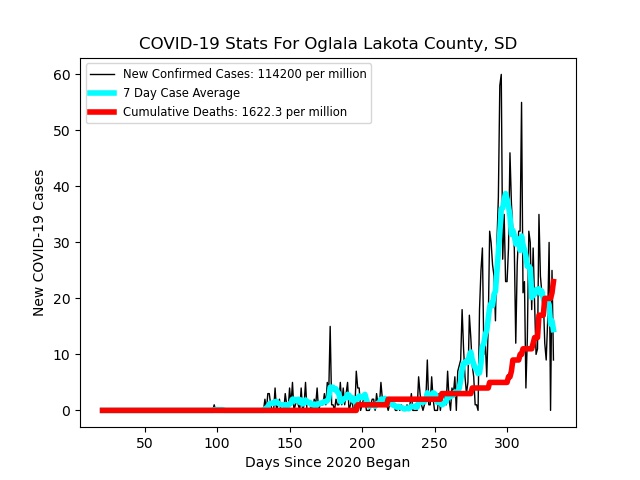 COVID-19 Stats For Oglala Lakota County, SD
New Confirmed Cases: 114200 per million
7 Day Case Average
Cumulative Deaths: 1622.3 per million
60
50
40
30
20
10
0
New COVID-19 Cases
50 100 150 200 250 300
Days Since 2020 Began